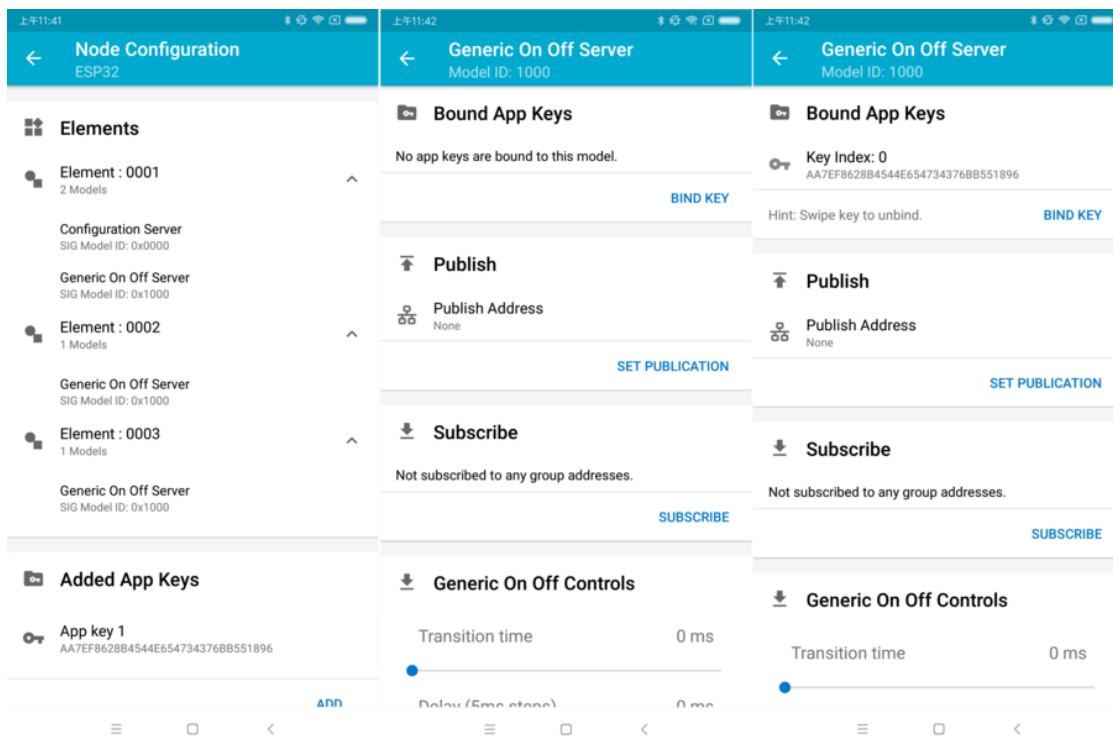 上午11:41
Node Configuration
ESP32
Elements
Element : 0001
2 Models
Configuration Server
SIG Model ID: 0x0000
Generic On Off Server
SIG Model ID: 0x1000
Element : 0002
1 Models
Generic On Off Server
SIG Model ID: 0x1000
Element : 0003
1 Models
Generic On Off Server
SIG Model ID: 0x1000
Added App Keys
App key 1
AA7EF8628B4544E654734376BB551896
ADD
上午11:42
Generic On Off Server
Model ID: 1000
Bound App Keys
No app keys are bound to this model.
BIND KEY
Publish
Publish Address
None
SET PUBLICATION
Subscribe
Not subscribed to any group addresses.
SUBSCRIBE
Generic On Off Controls
Transition time 0 ms
Delay (5ms steps) 0 ms
上午11:42
Generic On Off Server
Model ID: 1000
Bound App Keys
Key Index: 0
AA7EF8628B4544E654734376BB551896
Hint: Swipe key to unbind. BIND KEY
Publish
Publish Address
None
SET PUBLICATION
Subscribe
Not subscribed to any group addresses.
SUBSCRIBE
Generic On Off Controls
Transition time 0 ms